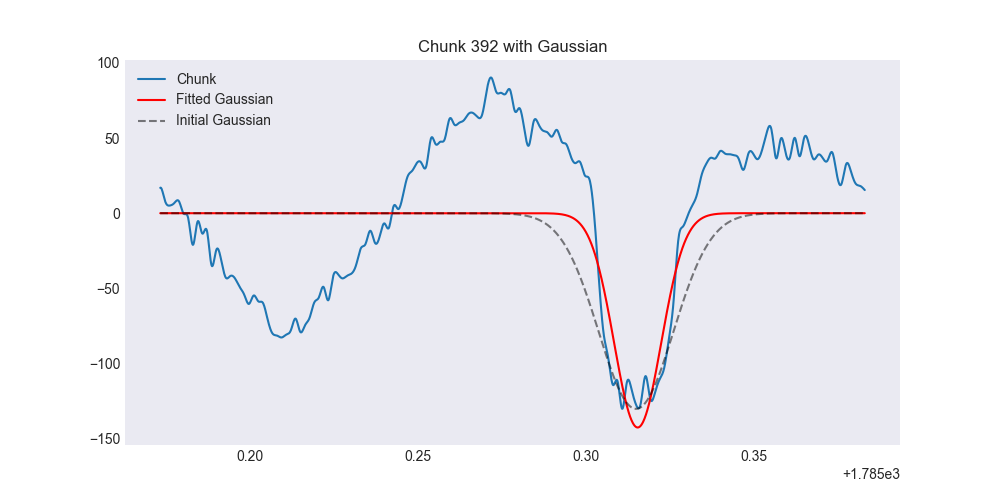 Chunk 392 with Gaussian
100
50
0
−50
−100
−150
Chunk
Fitted Gaussian
Initial Gaussian
0.20 0.25 0.30 0.35
+1.785e3